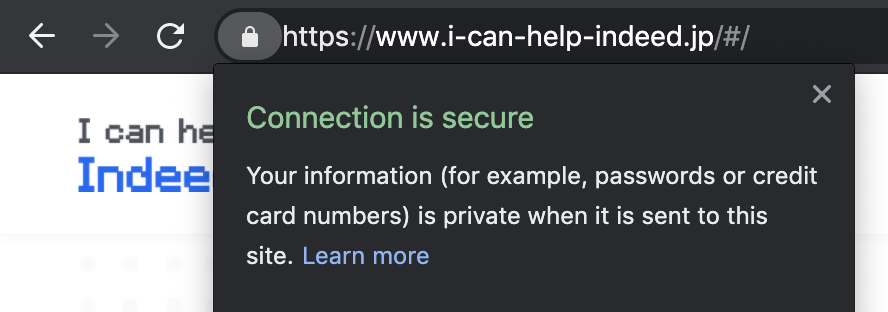 https://www.i-can-help-indeed.jp/#/
Connection is secure
I can he
Indee
Your information (for example, passwords or credit
card numbers) is private when it is sent to this
site. Learn more